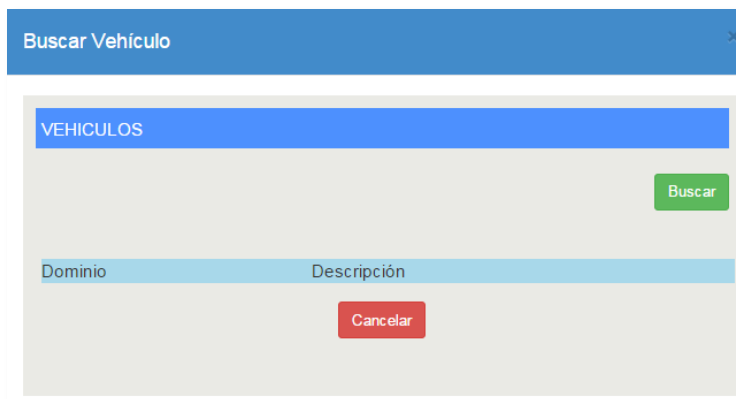 Buscar Vehículo ×
VEHICULOS
Buscar
Dominio Descripción
Cancelar